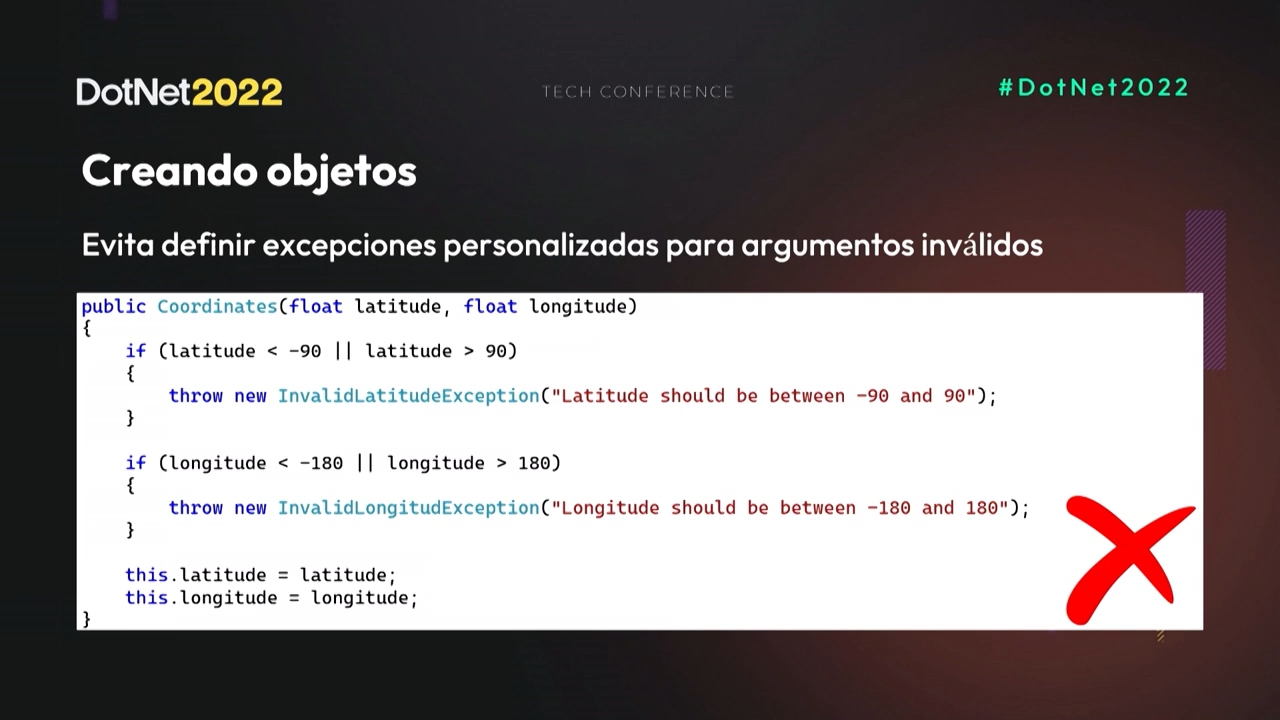 DotNet2022
TECH CONFERENCE
#DotNet2022
Creando objetos
Evita definir excepciones personalizadas para argumentos inválidos
public Coordinates(float latitude, float longitude)
{
    if (latitude < -90 || latitude > 90)
    {
        throw new InvalidLatitudeException("Latitude should be between -90 and 90");
    }

    if (longitude < -180 || longitude > 180)
    {
        throw new InvalidLongitudException("Longitude should be between -180 and 180");
    }

    this.latitude = latitude;
    this.longitude = longitude;
}